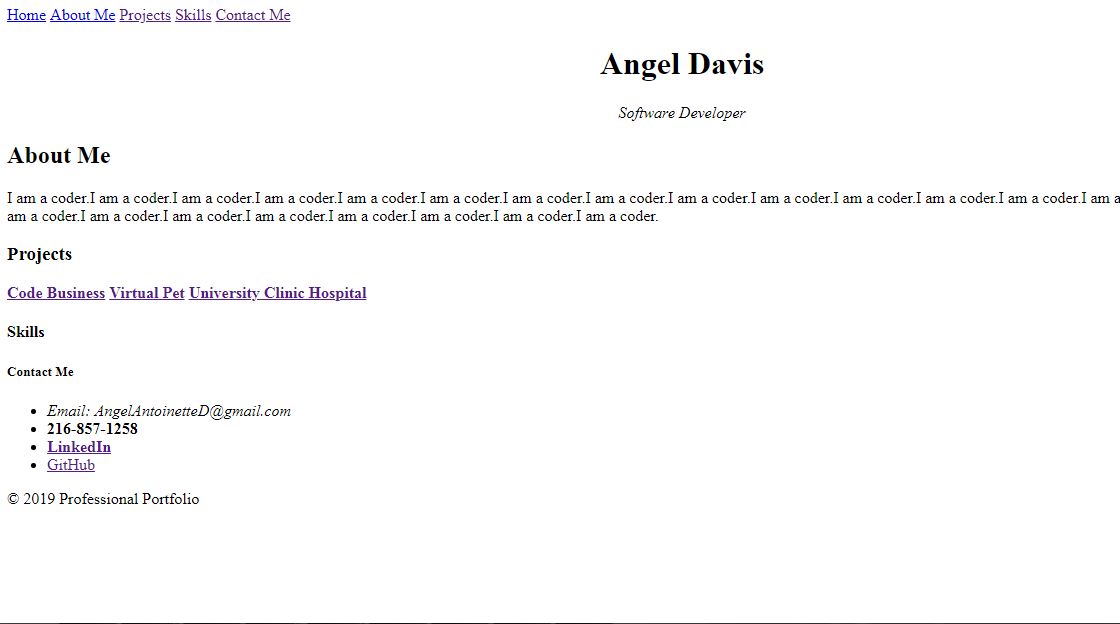 Home About Me Projects Skills Contact Me
Angel Davis
Software Developer
About Me
I am a coder.I am a coder.I am a coder.I am a coder.I am a coder.I am a coder.I am a coder.I am a coder.I am a coder.I am a coder.I am a coder.I am a coder.I am a coder.I am a
am a coder.I am a coder.I am a coder.I am a coder.I am a coder.I am a coder.I am a coder.I am a coder.
Projects
Code Business Virtual Pet University Clinic Hospital
Skills
Contact Me
Email: AngelAntoinetteD@gmail.com
216-857-1258
LinkedIn
GitHub
© 2019 Professional Portfolio